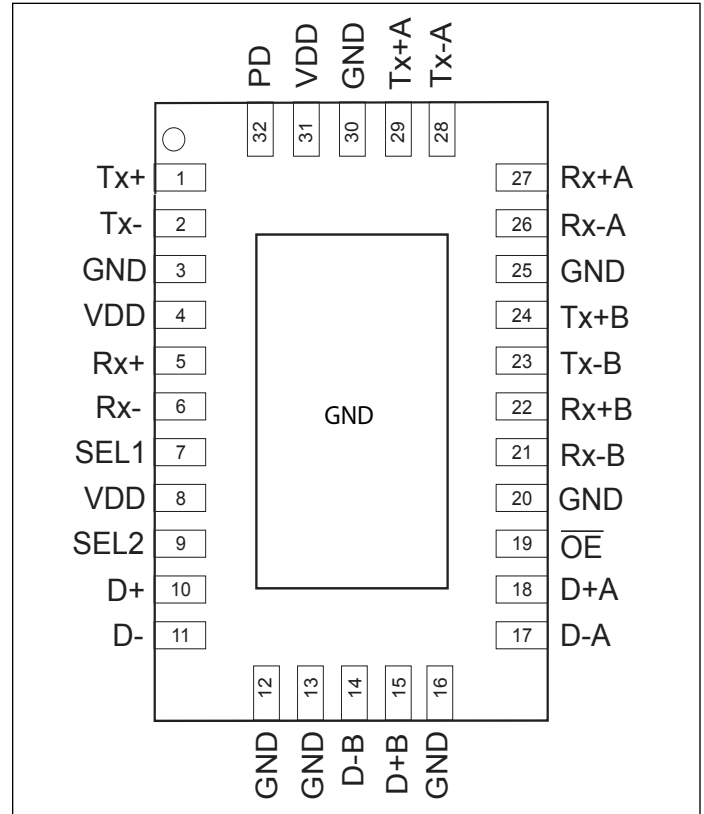 PD VDD GND Tx+A Tx-A
32 31 30 29 28
Tx+ 1 27 Rx+A
Tx- 2 26 Rx-A
GND 3 25 GND
VDD 4 24 Tx+B
Rx+ 5 23 Tx-B
Rx- 6 22 Rx+B
GND
SEL1 7 21 Rx-B
VDD 8 20 GND
SEL2 9 19 O̅E̅
D+ 10 18 D+A
D- 11 17 D-A
12 13 14 15 16
GND GND D-B D+B GND